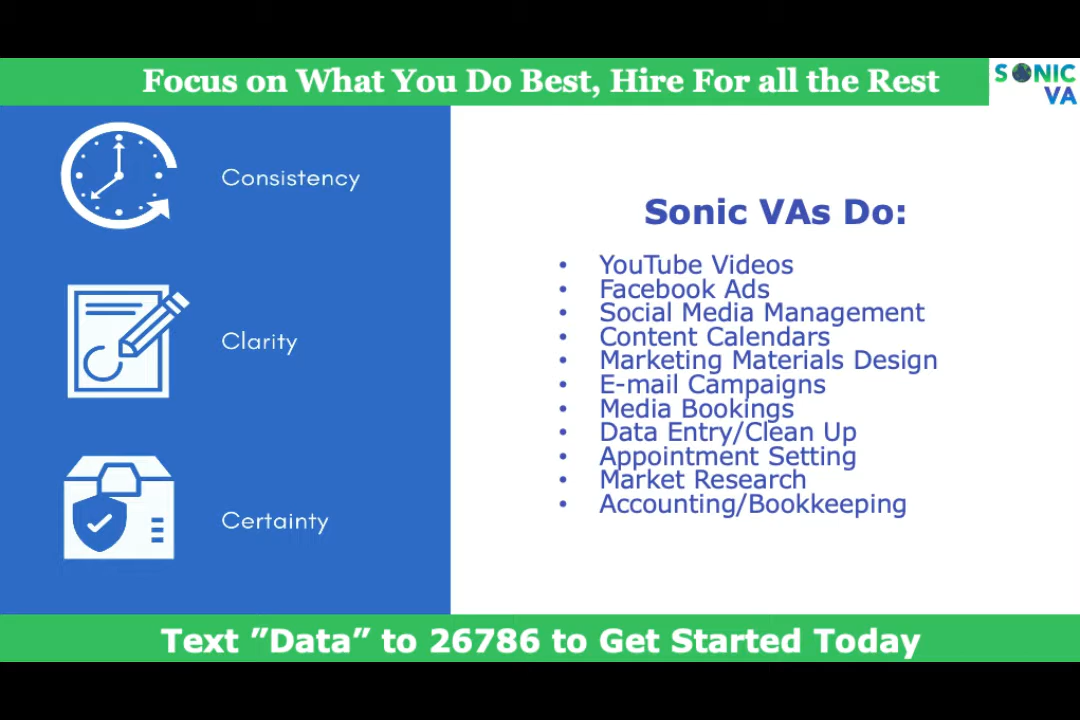 Focus on What You Do Best, Hire For all the Rest
SONIC
VA
Consistency
Clarity
Certainty
Sonic VAs Do:
• YouTube Videos
• Facebook Ads
• Social Media Management
• Content Calendars
• Marketing Materials Design
• E-mail Campaigns
• Media Bookings
• Data Entry/Clean Up
• Appointment Setting
• Market Research
• Accounting/Bookkeeping
Text ”Data” to 26786 to Get Started Today